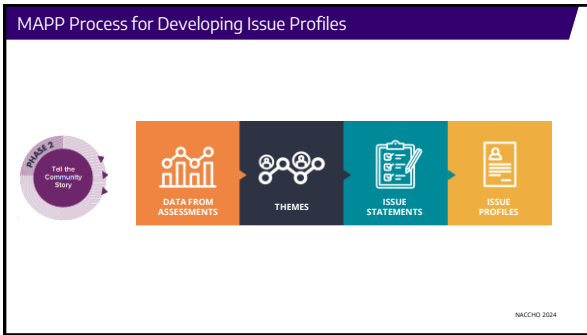 MAPP Process for Developing Issue Profiles
PHASE 2
Tell the
Community
Story
DATA FROM
ASSESSMENTS
THEMES
ISSUE
STATEMENTS
ISSUE
PROFILES
NACCHO 2024